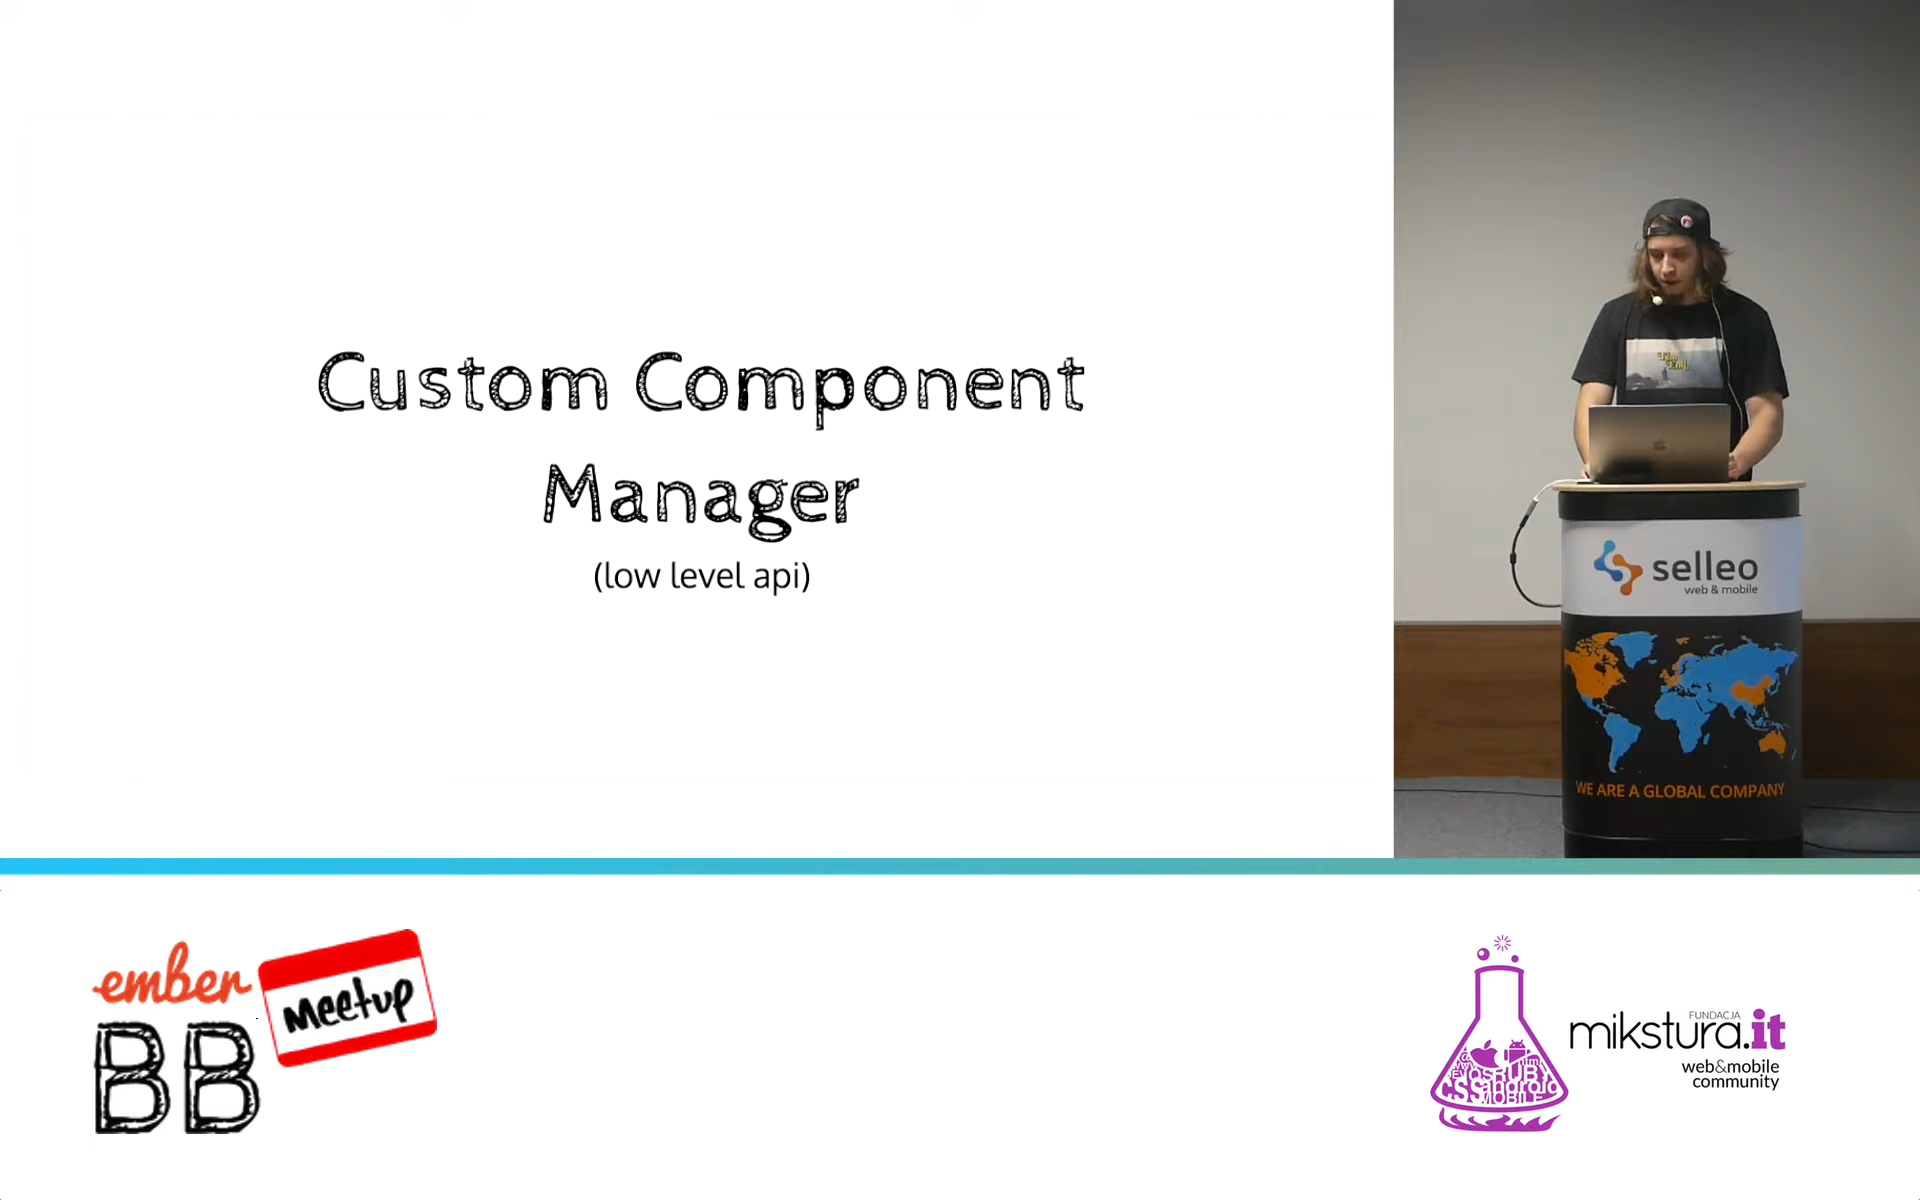 Custom Component
Manager
(low level api)
selleo
web & mobile
WE ARE A GLOBAL COMPANY
ember
BB
Meetup
FUNDACJA
mikstura.it
web&mobile
community